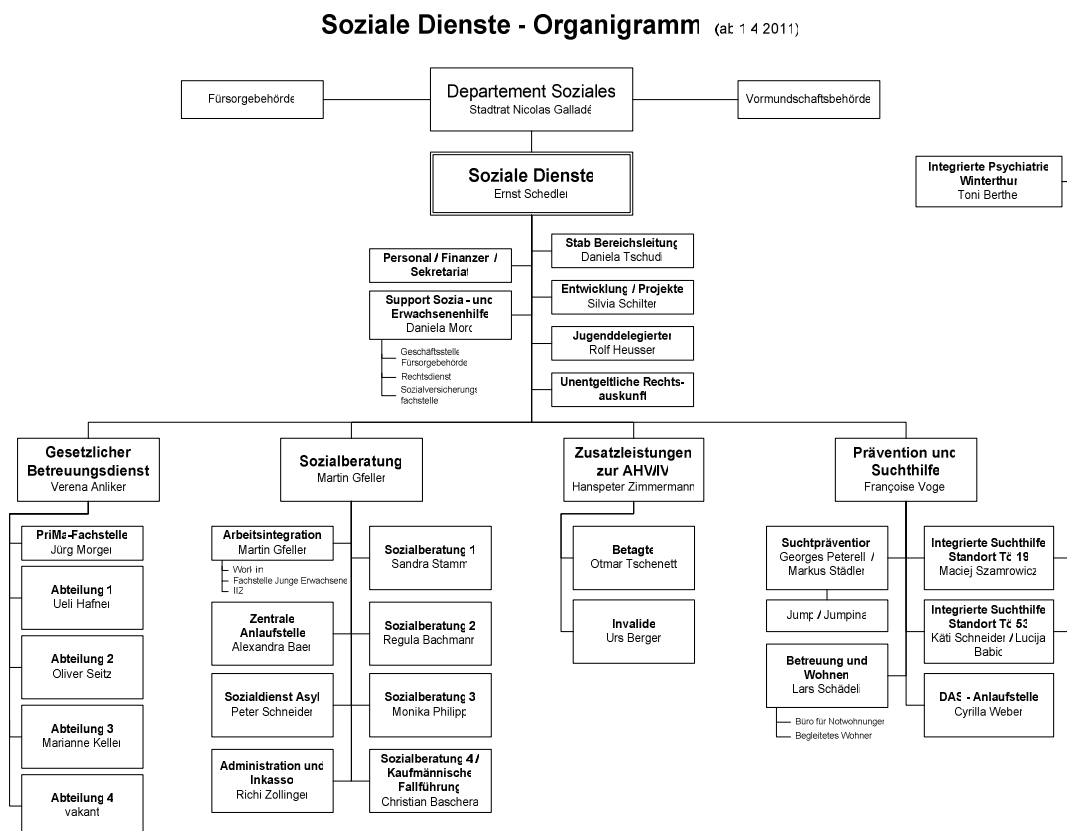 Soziale Dienste - Organigramm (ab 1 4 2011)
Fürsorgebehörde
Departement Soziales
Stadtrat Nicolas Galladé
Vormundschaftsbehörde
Soziale Dienste
Ernst Schedler
Integrierte Psychiatrie
Winterthur
Toni Berthel
Personal / Finanzen /
Sekretariat
Support Sozial- und
Erwachsenenhilfe
Daniela Moro
Geschäftsstelle
Fürsorgebehörde
Rechtsdienst
Sozialversicherungs
fachstelle
Stab Bereichsleitung
Daniela Tschudi
Entwicklung / Projekte
Silvia Schilter
Jugenddelegierter
Rolf Heusser
Unentgeltliche Rechts-
auskunft
Gesetzlicher
Betreuungsdienst
Verena Anliker
PriMa-Fachstelle
Jürg Morger
Abteilung 1
Ueli Hafner
Abteilung 2
Oliver Seitz
Abteilung 3
Marianne Keller
Abteilung 4
vakant
Sozialberatung
Martin Gfeller
Arbeitsintegration
Martin Gfeller
Work in
Fachstelle Junge Erwachsene
IIZ
Zentrale
Anlaufstelle
Alexandra Baer
Sozialdienst Asyl
Peter Schneider
Administration und
Inkasso
Richi Zollinger
Sozialberatung 1
Sandra Stamm
Sozialberatung 2
Regula Bachmann
Sozialberatung 3
Monika Philipp
Sozialberatung 4 /
Kaufmännische
Fallführung
Christian Baschera
Zusatzleistungen
zur AHV/IV
Hanspeter Zimmermann
Betagte
Otmar Tschenett
Invalide
Urs Berger
Prävention und
Suchthilfe
Françoise Vogel
Suchtprävention
Georges Peterelli /
Markus Städler
Jump / Jumpina
Betreuung und
Wohnen
Lars Schädeli
Büro für Notwohnungen
Begleitetes Wohnen
Integrierte Suchthilfe
Standort Tö 19
Maciej Szamrowicz
Integrierte Suchthilfe
Standort Tö 53
Käti Schneider / Lucija
Babic
DAS - Anlaufstelle
Cyrilla Weber